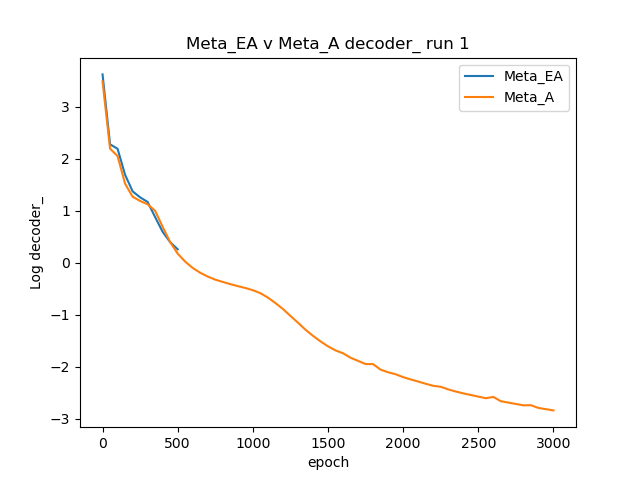 Meta_EA v Meta_A decoder_ run 1
Meta_EA
Meta_A
Log decoder_
3
2
1
0
−1
−2
−3
0 500 1000 1500 2000 2500 3000
epoch